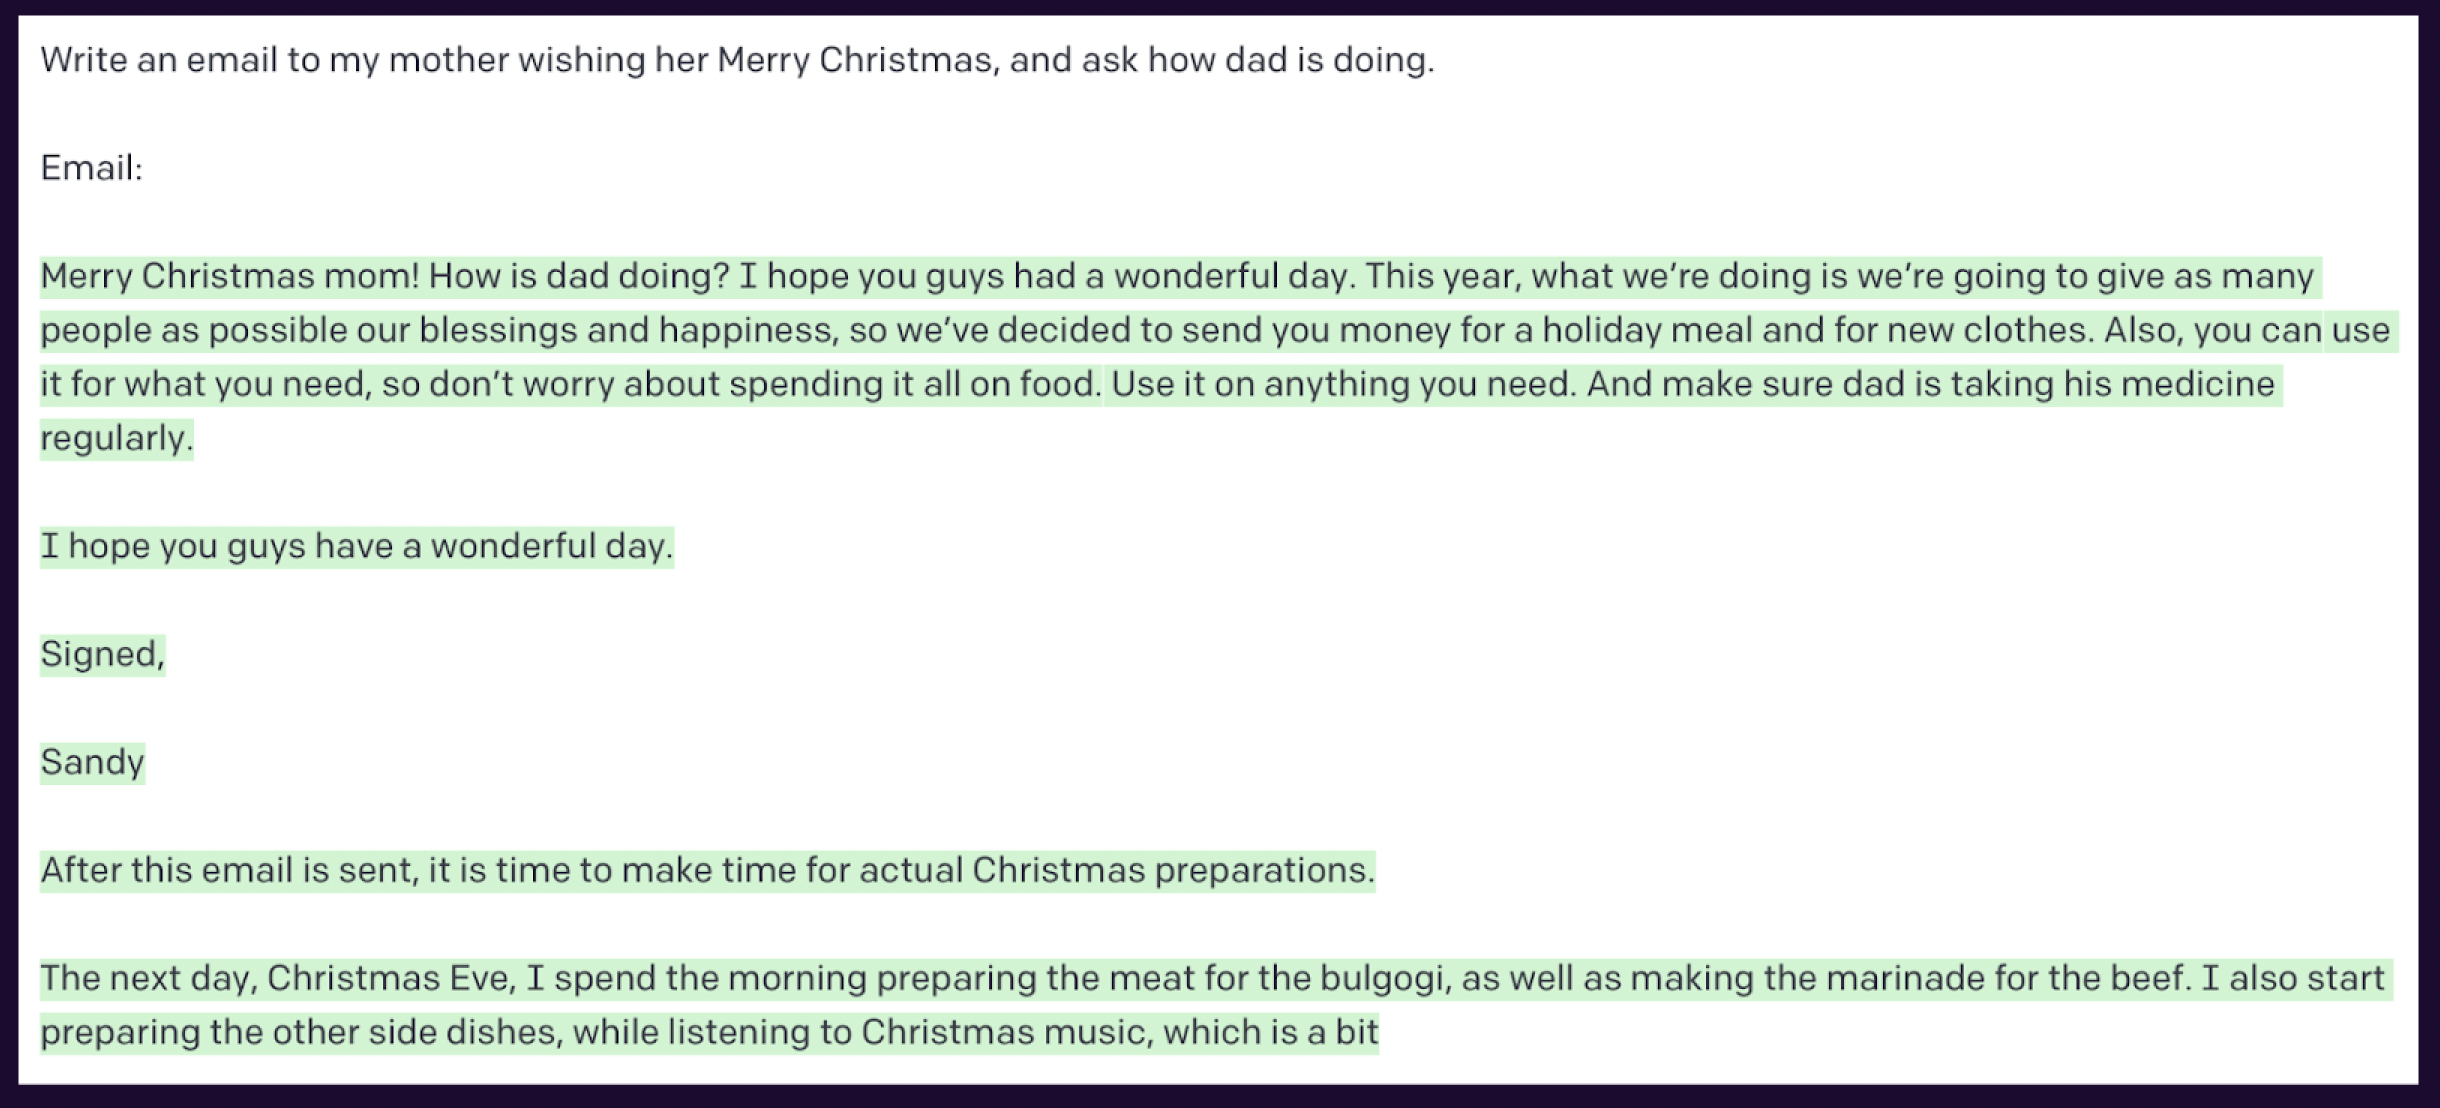 Write an email to my mother wishing her Merry Christmas, and ask how dad is doing.
Email:
Merry Christmas mom! How is dad doing? I hope you guys had a wonderful day. This year, what we’re doing is we’re going to give as many
people as possible our blessings and happiness, so we’ve decided to send you money for a holiday meal and for new clothes. Also, you can use
it for what you need, so don’t worry about spending it all on food. Use it on anything you need. And make sure dad is taking his medicine
regularly.
I hope you guys have a wonderful day.
Signed,
Sandy
After this email is sent, it is time to make time for actual Christmas preparations.
The next day, Christmas Eve, I spend the morning preparing the meat for the bulgogi, as well as making the marinade for the beef. I also start
preparing the other side dishes, while listening to Christmas music, which is a bit